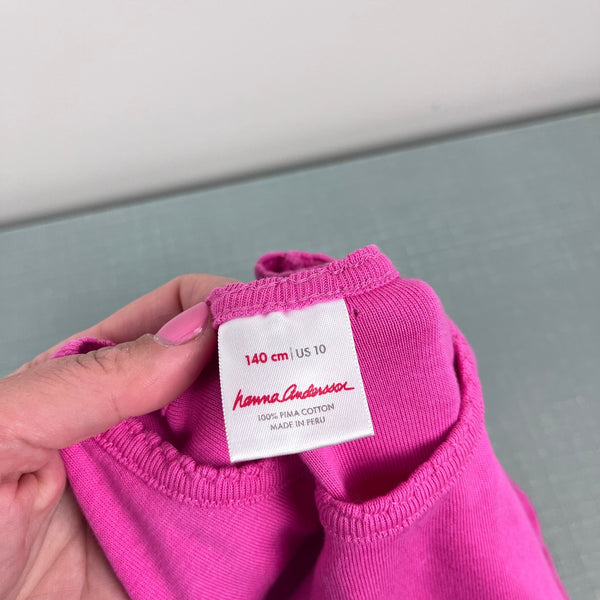 140 cm | US 10
hanna Andersson
100% PIMA COTTON
MADE IN PERU